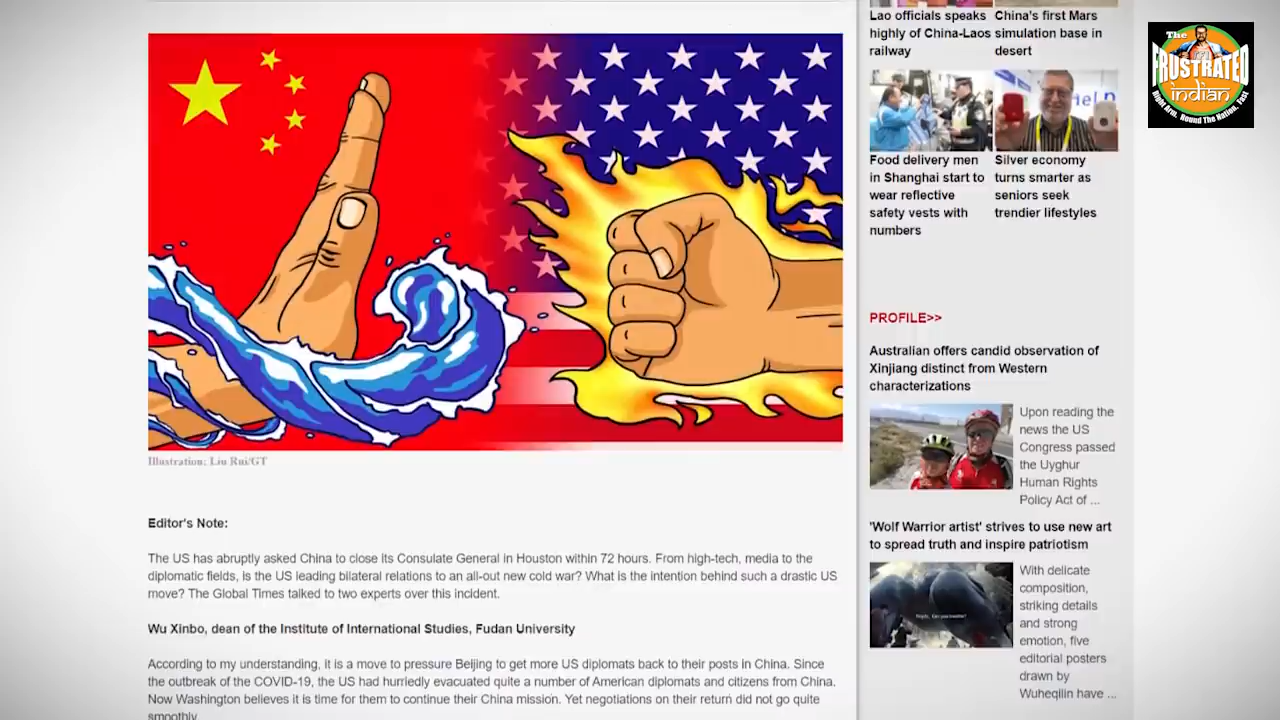 Lao officials speaks
highly of China-Laos
railway
China's first Mars
simulation base in
desert
The
FRUSTRATED
indian
Right Arm. Round The Nation. Fast
Food delivery men
in Shanghai start to
wear reflective
safety vests with
numbers
Silver economy
turns smarter as
seniors seek
trendier lifestyles
PROFILE>>
Australian offers candid observation of
Xinjiang distinct from Western
characterizations
Upon reading the
news the US
Congress passed
the Uyghur
Human Rights
Policy Act of ...
'Wolf Warrior artist' strives to use new art
to spread truth and inspire patriotism
With delicate
composition,
striking details
and strong
emotion, five
editorial posters
drawn by
Wuheqilin have ...
Illustration: Liu Rui/GT
Editor's Note:
The US has abruptly asked China to close its Consulate General in Houston within 72 hours. From high-tech, media to the
diplomatic fields, is the US leading bilateral relations to an all-out new cold war? What is the intention behind such a drastic US
move? The Global Times talked to two experts over this incident.
Wu Xinbo, dean of the Institute of International Studies, Fudan University
According to my understanding, it is a move to pressure Beijing to get more US diplomats back to their posts in China. Since
the outbreak of the COVID-19, the US had hurriedly evacuated quite a number of American diplomats and citizens from China.
Now Washington believes it is time for them to continue their China mission. Yet negotiations on their return did not go quite
smoothly